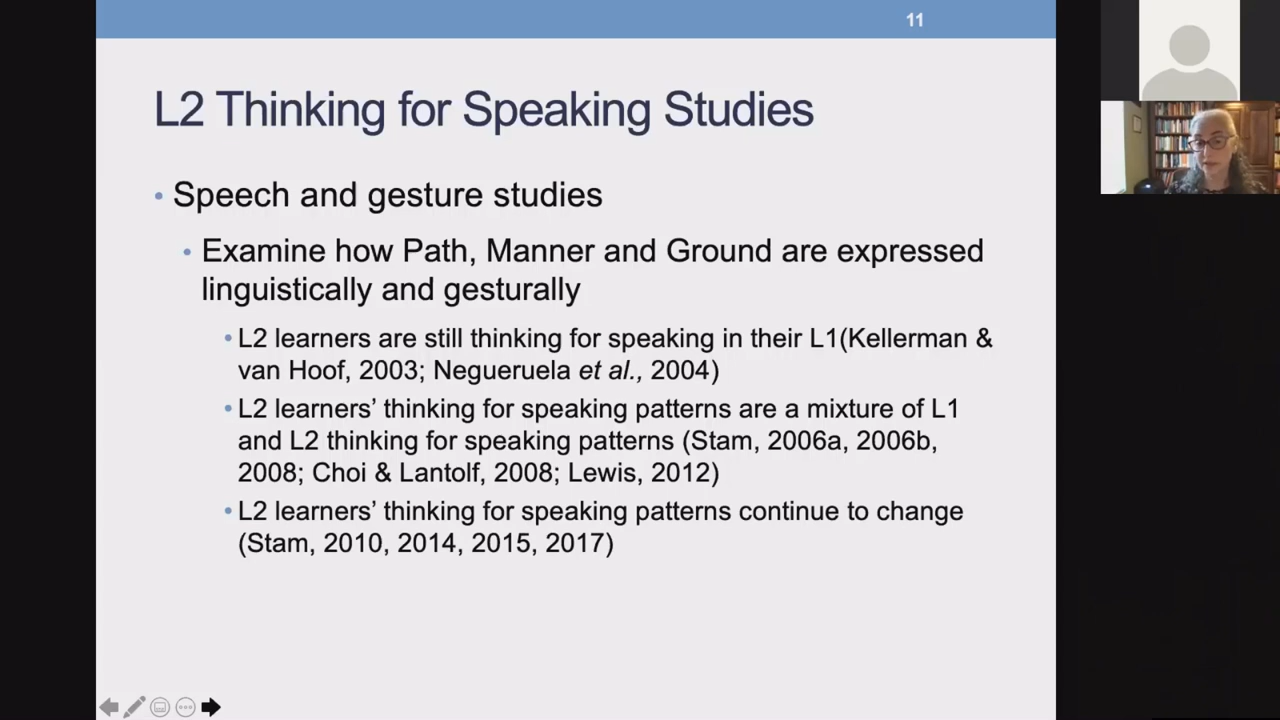 11
L2 Thinking for Speaking Studies
• Speech and gesture studies
• Examine how Path, Manner and Ground are expressed
linguistically and gesturally
• L2 learners are still thinking for speaking in their L1(Kellerman &
van Hoof, 2003; Negueruela et al., 2004)
• L2 learners’ thinking for speaking patterns are a mixture of L1
and L2 thinking for speaking patterns (Stam, 2006a, 2006b,
2008; Choi & Lantolf, 2008; Lewis, 2012)
• L2 learners’ thinking for speaking patterns continue to change
(Stam, 2010, 2014, 2015, 2017)